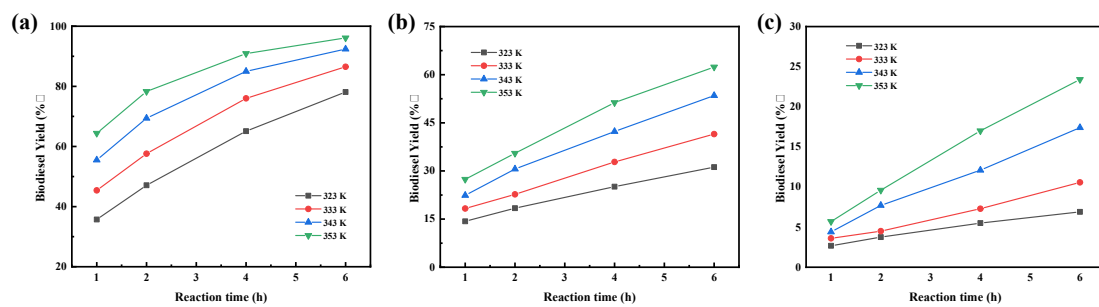 (a)
Biodiesel Yield (%□
100
80
60
40
20
1 2 3 4 5 6
Reaction time (h)
323 K
333 K
343 K
353 K
(b)
Biodiesel Yield (%□
75
60
45
30
15
0
1 2 3 4 5 6
Reaction time (h)
323 K
333 K
343 K
353 K
(c)
Biodiesel Yield (%□
30
25
20
15
10
5
0
1 2 3 4 5 6
Reaction time (h)
323 K
333 K
343 K
353 K